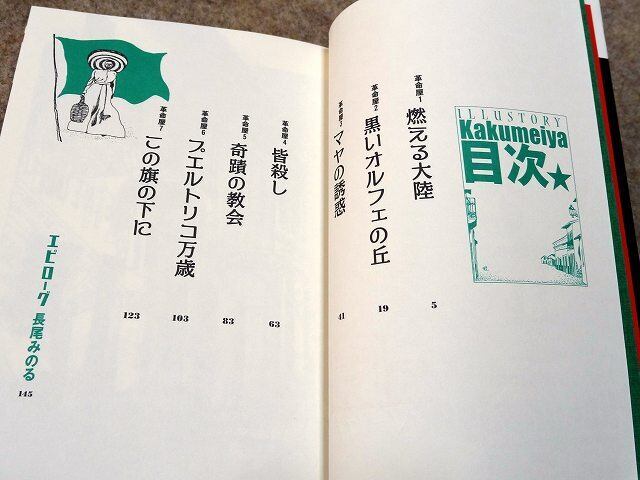 ILLUSTORY
Kakumeiya
目次★
革命屋1
燃える大陸
5
革命屋2
黒いオルフェの丘
19
革命屋3
マヤの誘惑
41
革命屋4
皆殺し
63
革命屋5
奇蹟の教会
83
革命屋6
プエルトリコ万歳
103
革命屋7
この旗の下に
123
エピローグ 長尾みのる
145